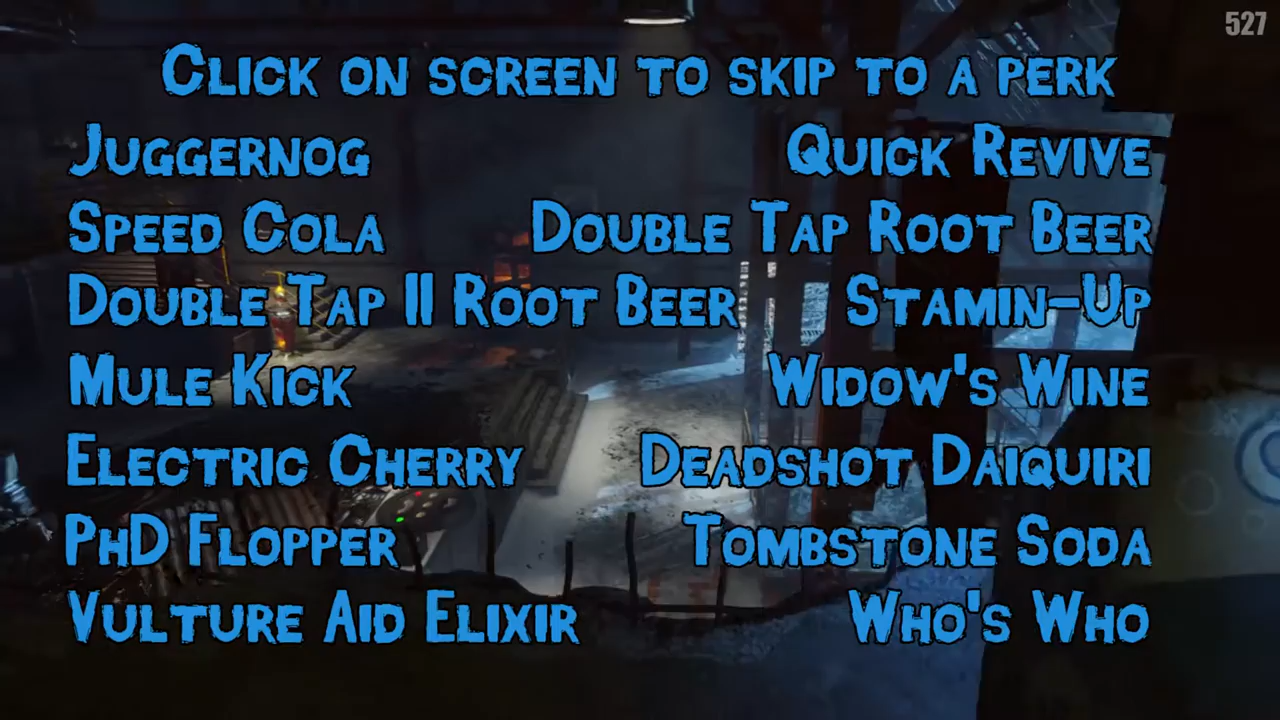 527
Click on screen to skip to a perk
Juggernog Quick Revive
Speed Cola Double Tap Root Beer
Double Tap II Root Beer Stamin-Up
Mule Kick Widow's Wine
Electric Cherry Deadshot Daiquiri
PhD Flopper Tombstone Soda
Vulture Aid Elixir Who's Who